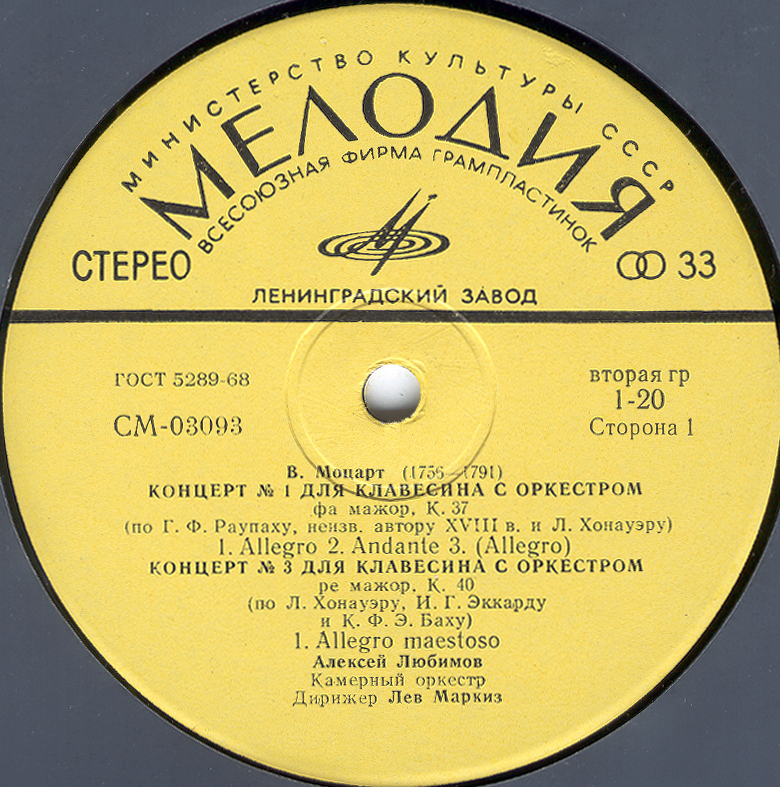 МИНИСТЕРСТВО КУЛЬТУРЫ СССР
МЕЛОДИЯ
ВСЕСОЮЗНАЯ ФИРМА ГРАМПЛАСТИНОК
СТЕРЕО
33
ЛЕНИНГРАДСКИЙ ЗАВОД
ГОСТ 5289-68
СМ-03093
вторая гр
1-20
Сторона 1
В. Моцарт (1756—1791)
КОНЦЕРТ № 1 ДЛЯ КЛАВЕСИНА С ОРКЕСТРОМ
фа мажор, К. 37
(по Г. Ф. Раупаху, неизв. автору XVIII в. и Л. Хонауэру)
1. Allegro 2. Andante 3. (Allegro)
КОНЦЕРТ № 3 ДЛЯ КЛАВЕСИНА С ОРКЕСТРОМ
ре мажор, К. 40
(по Л. Хонауэру, И. Г. Эккарду
и К. Ф. Э. Баху)
1. Allegro maestoso
Алексей Любимов
Камерный оркестр
Дирижер Лев Маркиз